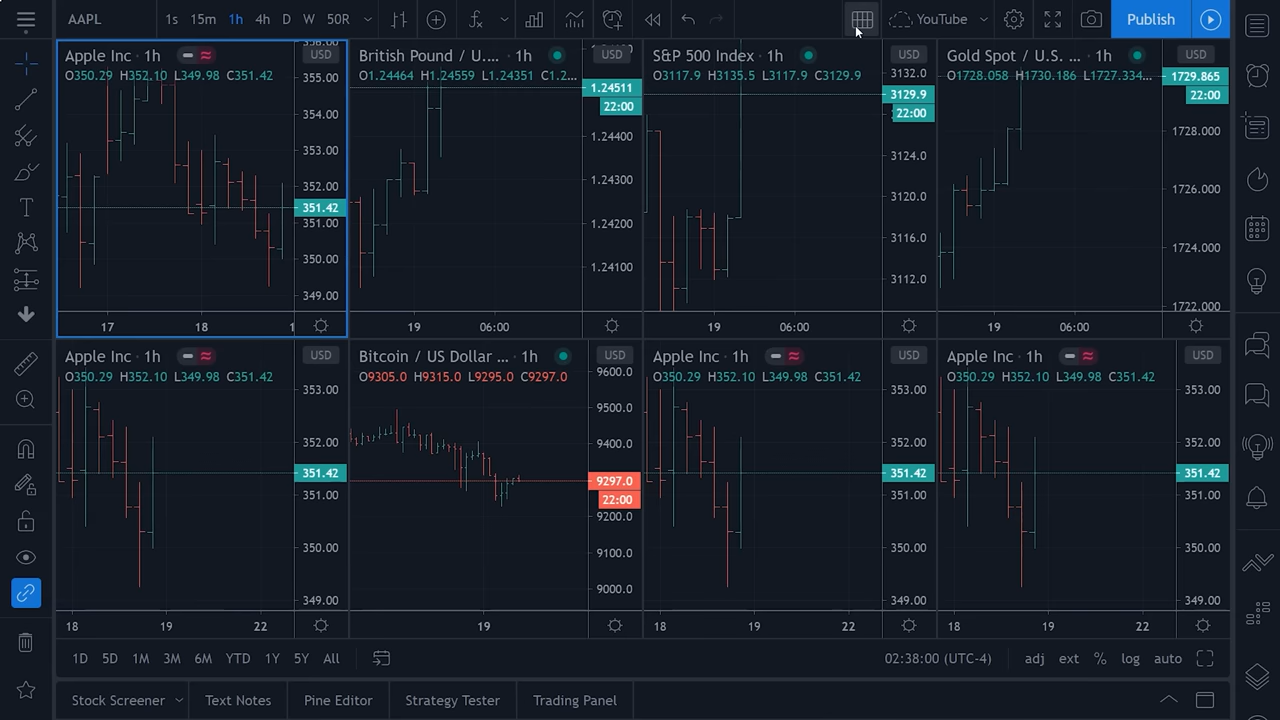 AAPL 1s 15m 1h 4h D W 50R YouTube Publish
Apple Inc · 1h USD
O350.29 H352.10 L349.98 C351.42
355.00
354.00
353.00
352.00
351.42
351.00
350.00
349.00
17 18 1
British Pound / U.... · 1h USD
O1.24464 H1.24559 L1.24351 C1.2...
1.24511
22:00
1.24400
1.24300
1.24200
1.24100
19 06:00
S&P 500 Index · 1h USD
O3117.9 H3135.5 L3117.9 C3129.9
3132.0
3129.9
22:00
3124.0
3120.0
3116.0
3112.0
19 06:00
Gold Spot / U.S. ... · 1h USD
O1728.058 H1730.186 L1727.334...
1729.865
22:00
1728.000
1726.000
1724.000
1722.000
19 06:00
Apple Inc · 1h USD
O350.29 H352.10 L349.98 C351.42
353.00
352.00
351.42
351.00
350.00
349.00
18 19 22
Bitcoin / US Dollar ... · 1h USD
O9305.0 H9315.0 L9295.0 C9297.0
9600.0
9500.0
9400.0
9297.0
22:00
9200.0
9100.0
9000.0
19
Apple Inc · 1h USD
O350.29 H352.10 L349.98 C351.42
353.00
352.00
351.42
351.00
350.00
349.00
18 19 22
Apple Inc · 1h USD
O350.29 H352.10 L349.98 C351.42
353.00
352.00
351.42
351.00
350.00
349.00
18 19 22
1D 5D 1M 3M 6M YTD 1Y 5Y All 02:38:00 (UTC-4) adj ext % log auto
Stock Screener Text Notes Pine Editor Strategy Tester Trading Panel